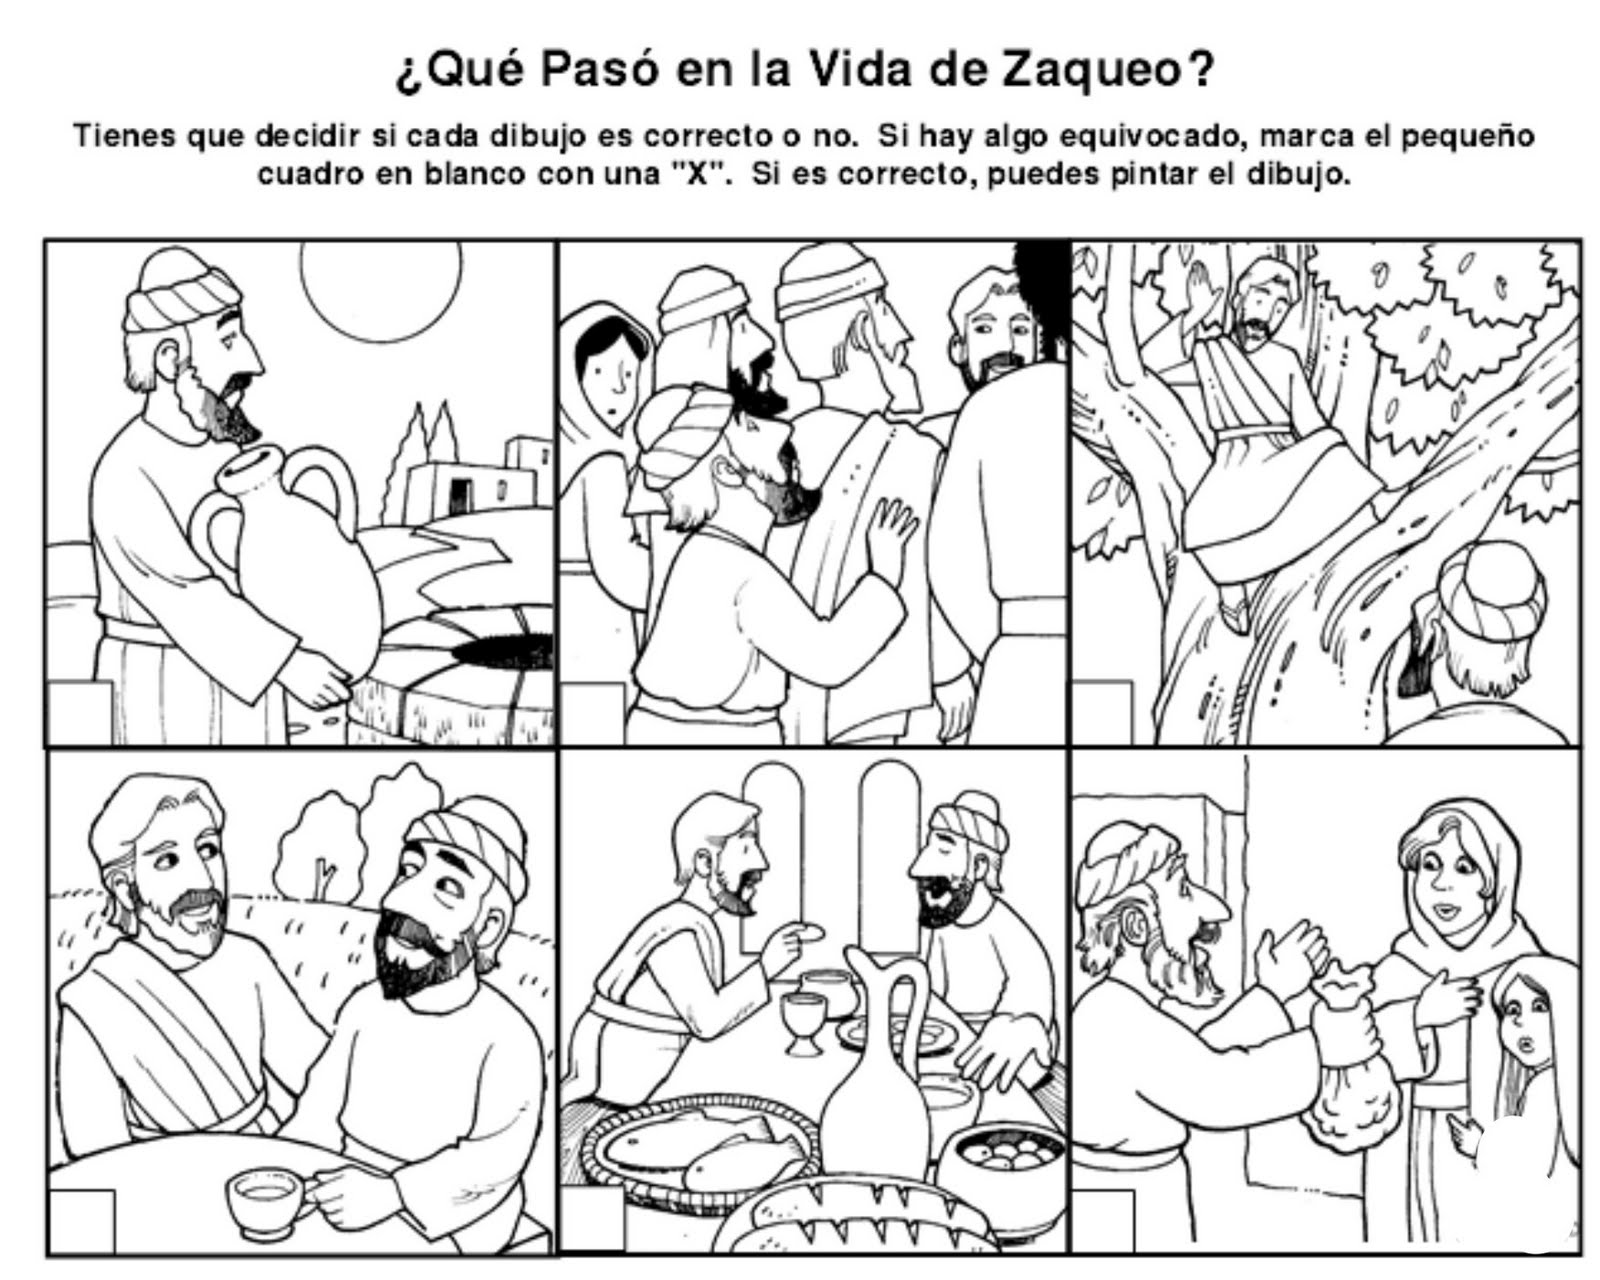 ¿Qué Pasó en la Vida de Zaqueo?
Tienes que decidir si cada dibujo es correcto o no.  Si hay algo equivocado, marca el pequeño
cuadro en blanco con una "X".  Si es correcto, puedes pintar el dibujo.